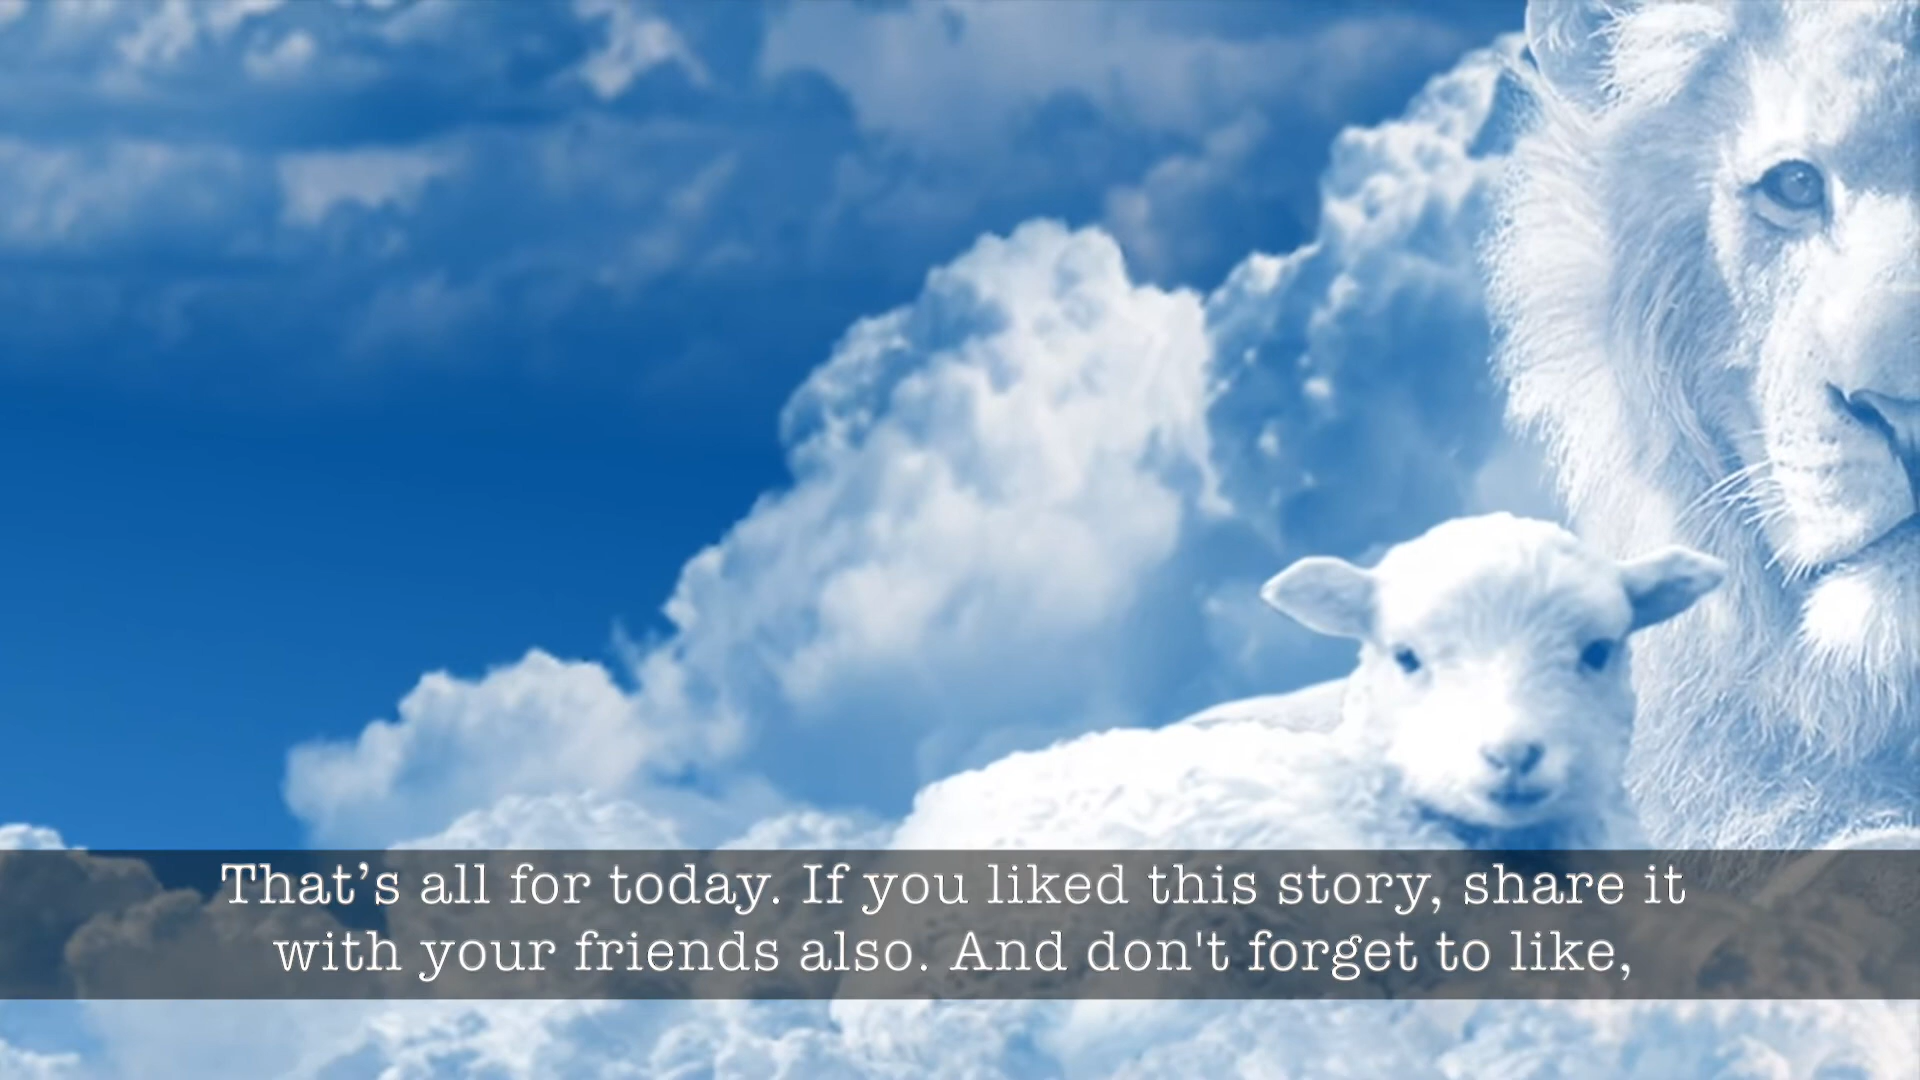 That’s all for today. If you liked this story, share it
with your friends also. And don't forget to like,